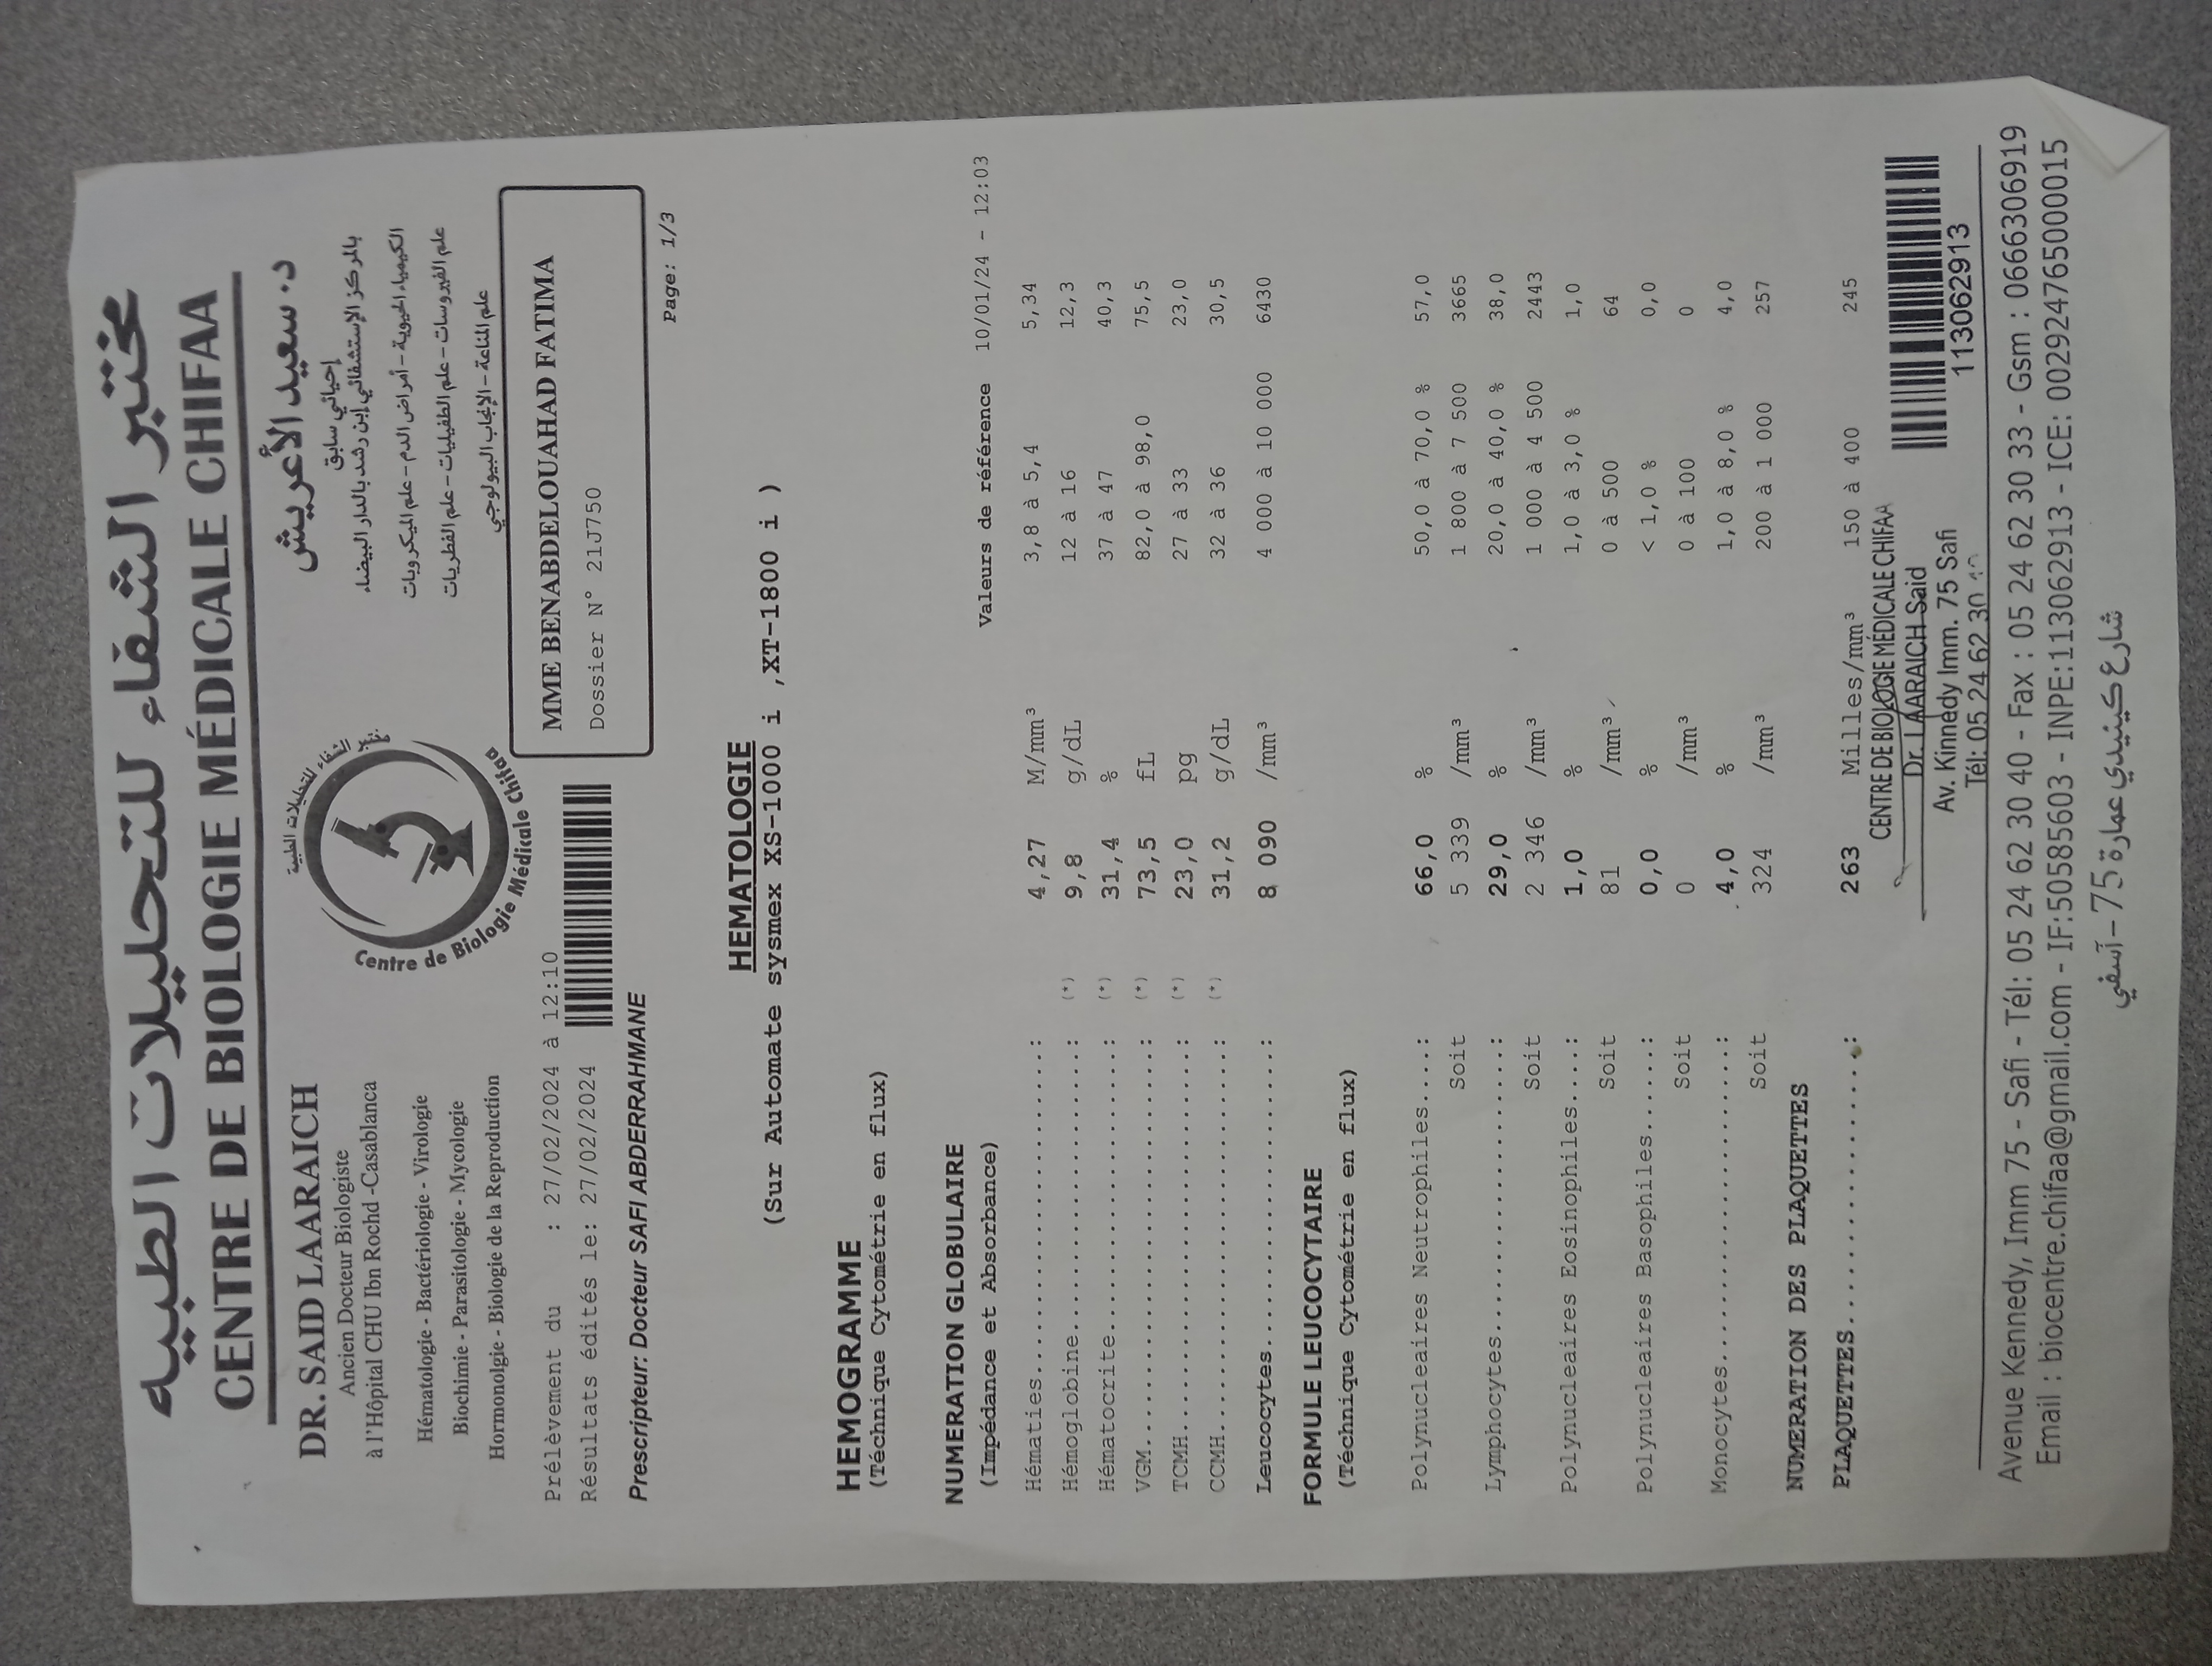 مختبر الشفاء للتحليلات الطبيه
CENTRE DE BIOLOGIE MÉDICALE CHIFAA
DR. SAID LAARAICH
Ancien Docteur Biologiste
à l'Hôpital CHU Ibn Rochd -Casablanca
Hématologie - Bactériologie - Virologie
Biochimie - Parasitologie - Mycologie
Hormonolgie - Biologie de la Reproduction
مختبر الشفاء للتحليلات الطبية
Centre de Biologie Médicale Chifaa
د. سعيد الأعريش
إحيائي سابق
بالمركز الإستشفائي إبن رشد بالدار البيضاء
الكيمياء الحيوية - أمراض الدم - علم الميكروبات
علم الفيروسات - علم الطفيليات - علم الفطريات
علم المناعة - الإنجاب البيولوجي
Prélèvement du : 27/02/2024 à 12:10
Résultats édités le: 27/02/2024
Prescripteur: Docteur SAFI ABDERRAHMANE
MME BENABDELOUAHAD FATIMA
Dossier N° 21J750
Page: 1/3
HEMATOLOGIE
(Sur Automate sysmex XS-1000 i ,XT-1800 i )
HEMOGRAMME
(Téchnique Cytométrie en flux)
NUMERATION GLOBULAIRE
(Impédance et Absorbance) Valeurs de référence 10/01/24 - 12:03
Hématies.......................: 4,27 M/mm³ 3,8 à 5,4 5,34
Hémoglobine....................: (*) 9,8 g/dL 12 à 16 12,3
Hématocrite....................: (*) 31,4 % 37 à 47 40,3
VGM............................: (*) 73,5 fL 82,0 à 98,0 75,5
TCMH...........................: (*) 23,0 pg 27 à 33 23,0
CCMH...........................: (*) 31,2 g/dL 32 à 36 30,5
Leucocytes.....................: 8 090 /mm³ 4 000 à 10 000 6430
FORMULE LEUCOCYTAIRE
(Téchnique Cytométrie en flux)
Polynucleaires Neutrophiles....: 66,0 % 50,0 à 70,0 % 57,0
Soit 5 339 /mm³ 1 800 à 7 500 3665
Lymphocytes....................: 29,0 % 20,0 à 40,0 % 38,0
Soit 2 346 /mm³ 1 000 à 4 500 2443
Polynucleaires Eosinophiles....: 1,0 % 1,0 à 3,0 % 1,0
Soit 81 /mm³ 0 à 500 64
Polynucleaires Basophiles......: 0,0 % < 1,0 % 0,0
Soit 0 /mm³ 0 à 100 0
Monocytes......................: 4,0 % 1,0 à 8,0 % 4,0
Soit 324 /mm³ 200 à 1 000 257
NUMERATION DES PLAQUETTES
PLAQUETTES...................: 263 Milles/mm³ 150 à 400 245
CENTRE DE BIOLOGIE MÉDICALE CHIFAA
Dr. LAARAICH Said
Av. Kinnedy Imm. 75 Safi
Tél: 05 24 62 30
113062913
Avenue Kennedy, Imm 75 - Safi - Tél: 05 24 62 30 40 - Fax : 05 24 62 30 33 - Gsm : 0666306919
Email : biocentre.chifaa@gmail.com - IF:50585603 - INPE:113062913 - ICE: 002924765000015
شارع كينيدي عمارة 75 - آسفي